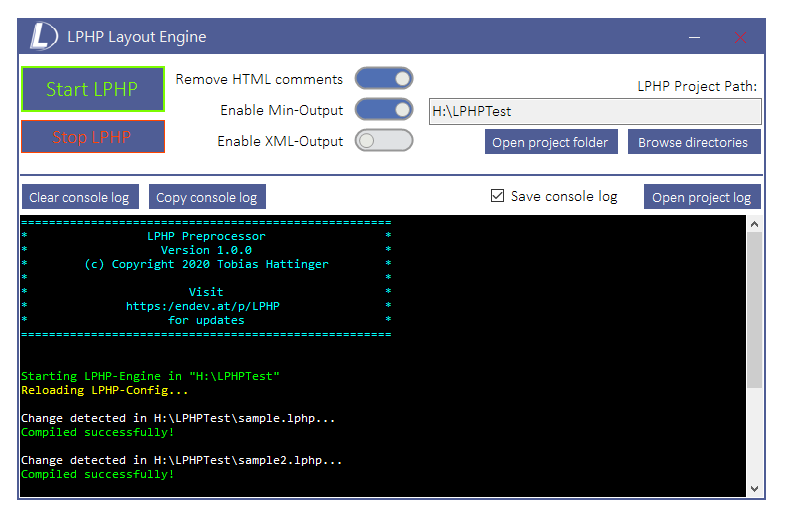 LPHP Layout Engine
Start LPHP
Remove HTML comments
LPHP Project Path:
Enable Min-Output
H:\LPHPTest
Stop LPHP
Enable XML-Output
Open project folder
Browse directories
Clear console log
Copy console log
Save console log
Open project log
=====================================================
* LPHP Preprocessor *
* Version 1.0.0 *
* (c) Copyright 2020 Tobias Hattinger *
* *
* Visit *
* https:/endev.at/p/LPHP *
* for updates *
=====================================================
Starting LPHP-Engine in "H:\LPHPTest"
Reloading LPHP-Config...
Change detected in H:\LPHPTest\sample.lphp...
Compiled successfully!
Change detected in H:\LPHPTest\sample2.lphp...
Compiled successfully!